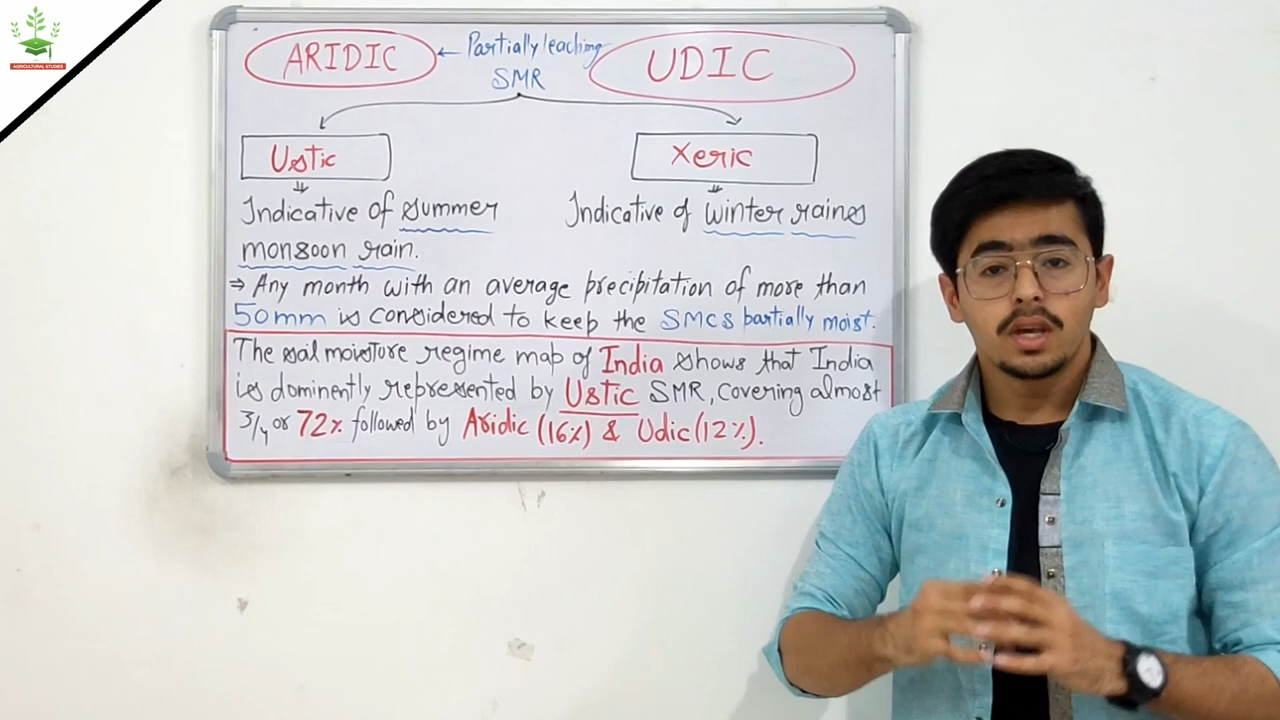 AGRICULTURAL STUDIES
ARIDIC ← Partially leaching UDIC
SMR
Ustic Xeric
Indicative of summer Indicative of winter raines
monsoon rain.
⇒ Any month with an average precipitation of more than
50mm is considered to keep the SMCS partially moist.
The soil moisture regime map of India shows that India
is dominently represented by Ustic SMR, covering almost
3/4 or 72% followed by Aridic (16%) & Udic (12%).